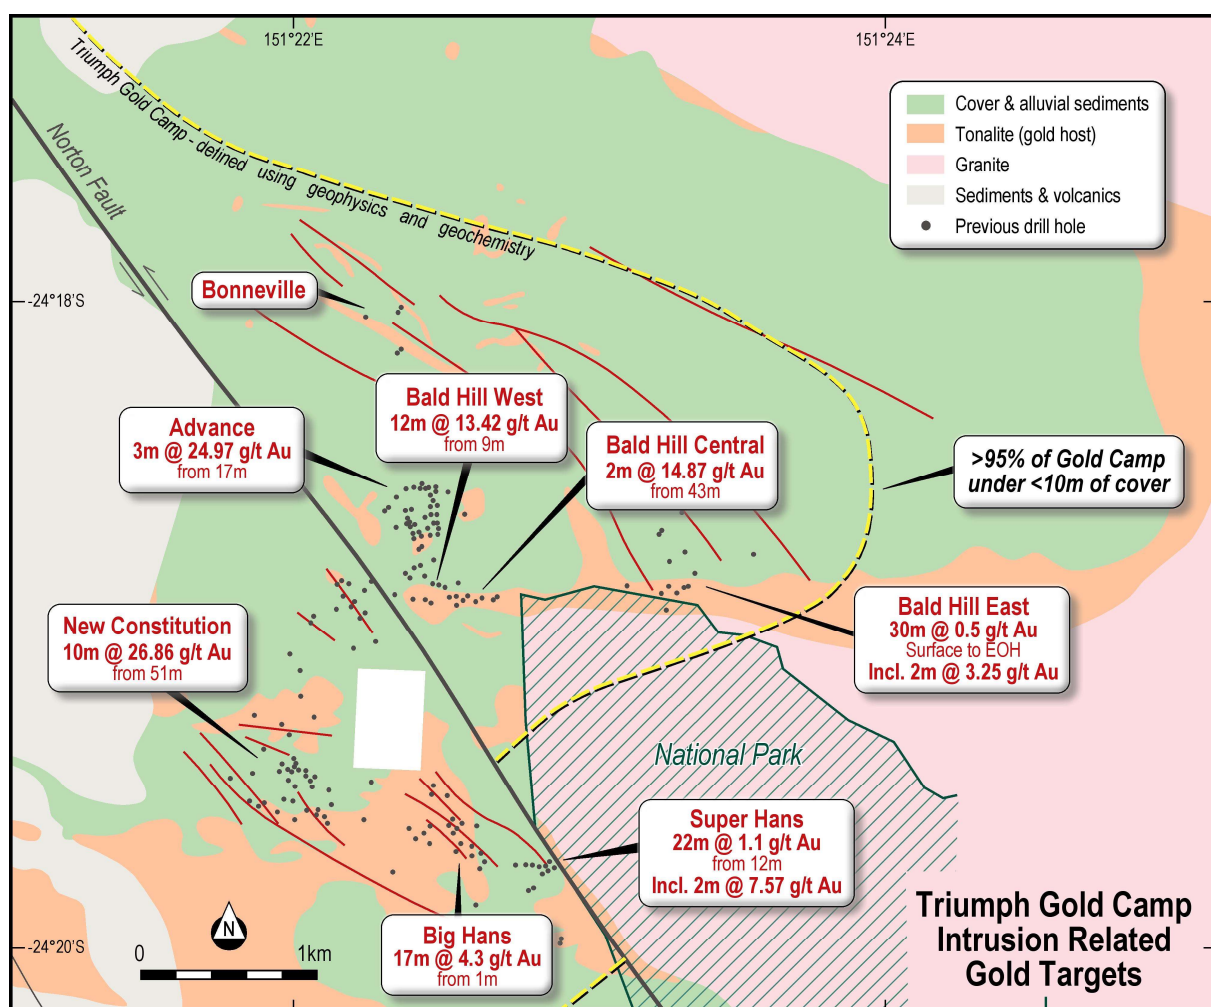 151°22'E
151°24'E
Triumph Gold Camp - defined using geophysics and geochemistry
Norton Fault
Cover & alluvial sediments
Tonalite (gold host)
Granite
Sediments & volcanics
Previous drill hole
-24°18'S
Bonneville
Bald Hill West
12m @ 13.42 g/t Au
from 9m
Advance
3m @ 24.97 g/t Au
from 17m
Bald Hill Central
2m @ 14.87 g/t Au
from 43m
>95% of Gold Camp
under <10m of cover
New Constitution
10m @ 26.86 g/t Au
from 51m
Bald Hill East
30m @ 0.5 g/t Au
Surface to EOH
Incl. 2m @ 3.25 g/t Au
National Park
Super Hans
22m @ 1.1 g/t Au
from 12m
Incl. 2m @ 7.57 g/t Au
Big Hans
17m @ 4.3 g/t Au
from 1m
-24°20'S
N
0 1km
Triumph Gold Camp
Intrusion Related
Gold Targets